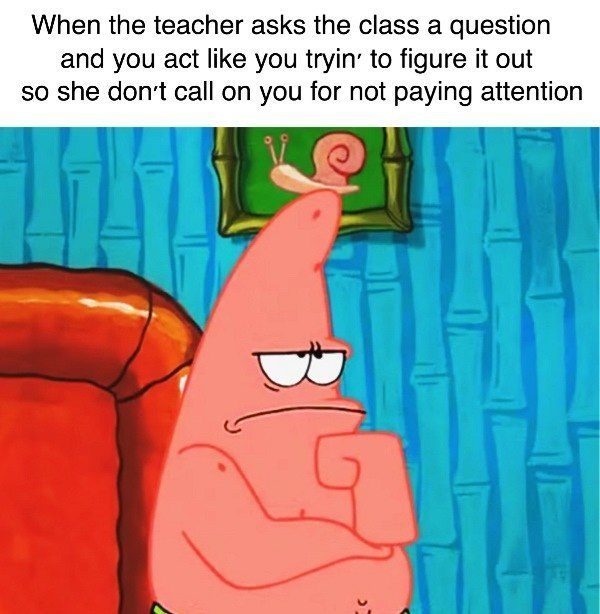 When the teacher asks the class a question
and you act like you tryin' to figure it out
so she don't call on you for not paying attention